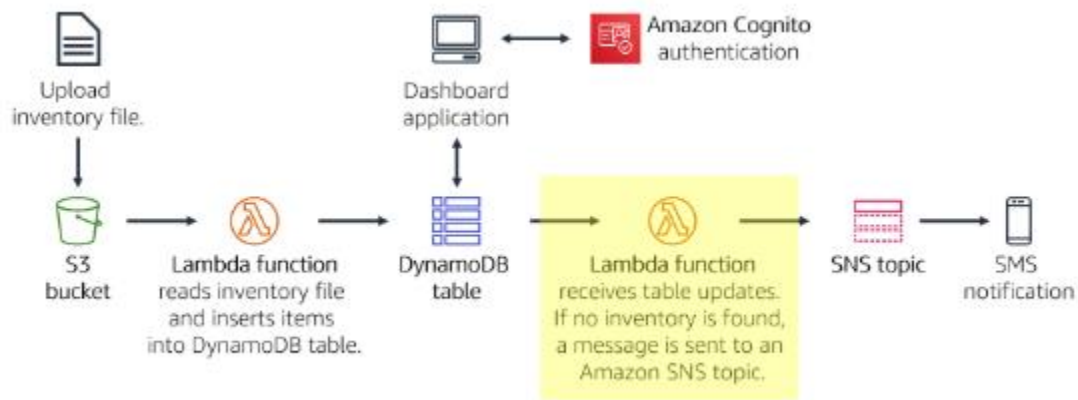 Upload
inventory file.
Dashboard
application
Amazon Cognito
authentication
S3
bucket
Lambda function
reads inventory file
and inserts items
into DynamoDB table.
DynamoDB
table
Lambda function
receives table updates.
If no inventory is found,
a message is sent to an
Amazon SNS topic.
SNS topic
SMS
notification